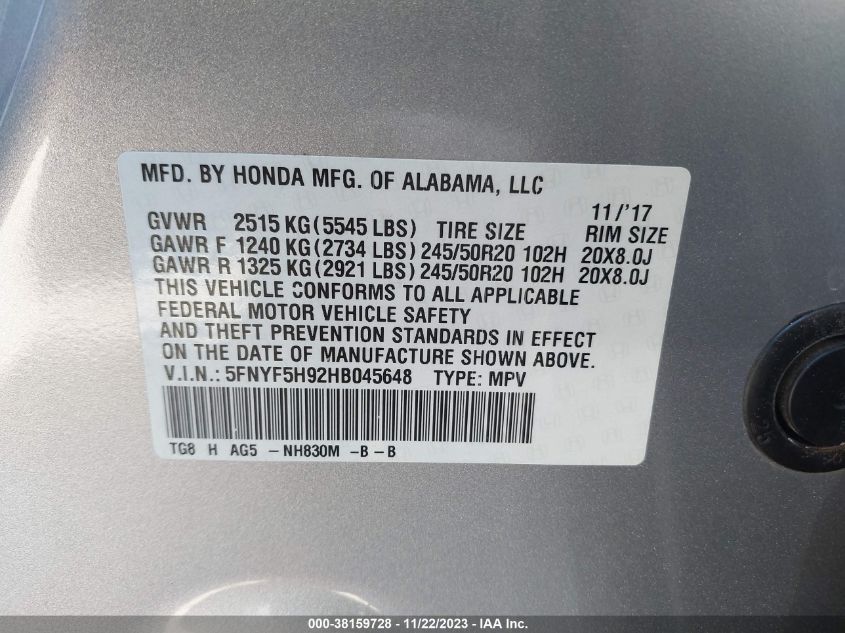 MFD. BY HONDA MFG. OF ALABAMA, LLC
11/'17
GVWR 2515 KG(5545 LBS) TIRE SIZE RIM SIZE
GAWR F 1240 KG(2734 LBS)245/50R20 102H 20X8.0J
GAWR R 1325 KG(2921 LBS)245/50R20 102H 20X8.0J
THIS VEHICLE CONFORMS TO ALL APPLICABLE
FEDERAL MOTOR VEHICLE SAFETY
AND THEFT PREVENTION STANDARDS IN EFFECT
ON THE DATE OF MANUFACTURE SHOWN ABOVE.
V.I.N.: 5FNYF5H92HB045648 TYPE: MPV
TG8 H AG5 -NH830M -B-B
000-38159728 - 11/22/2023 - IAA Inc.